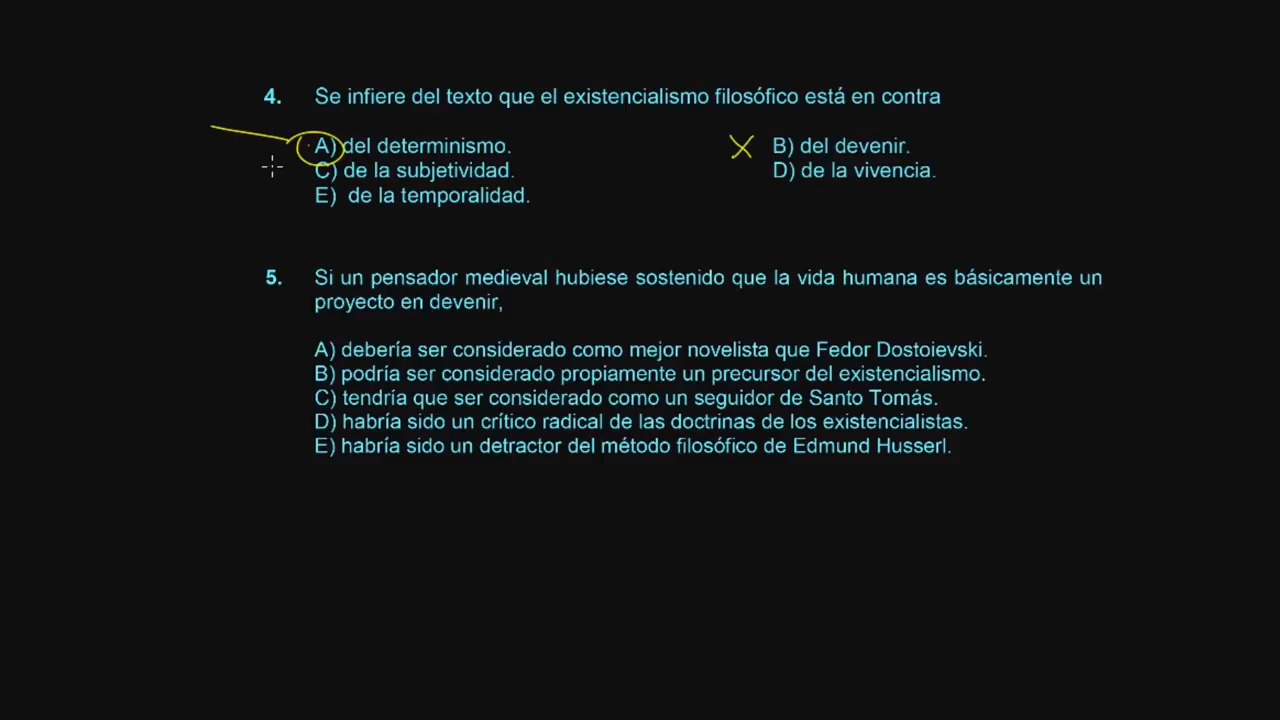 4. Se infiere del texto que el existencialismo filosófico está en contra
A) del determinismo. B) del devenir.
C) de la subjetividad. D) de la vivencia.
E) de la temporalidad.
5. Si un pensador medieval hubiese sostenido que la vida humana es básicamente un
proyecto en devenir,
A) debería ser considerado como mejor novelista que Fedor Dostoievski.
B) podría ser considerado propiamente un precursor del existencialismo.
C) tendría que ser considerado como un seguidor de Santo Tomás.
D) habría sido un crítico radical de las doctrinas de los existencialistas.
E) habría sido un detractor del método filosófico de Edmund Husserl.